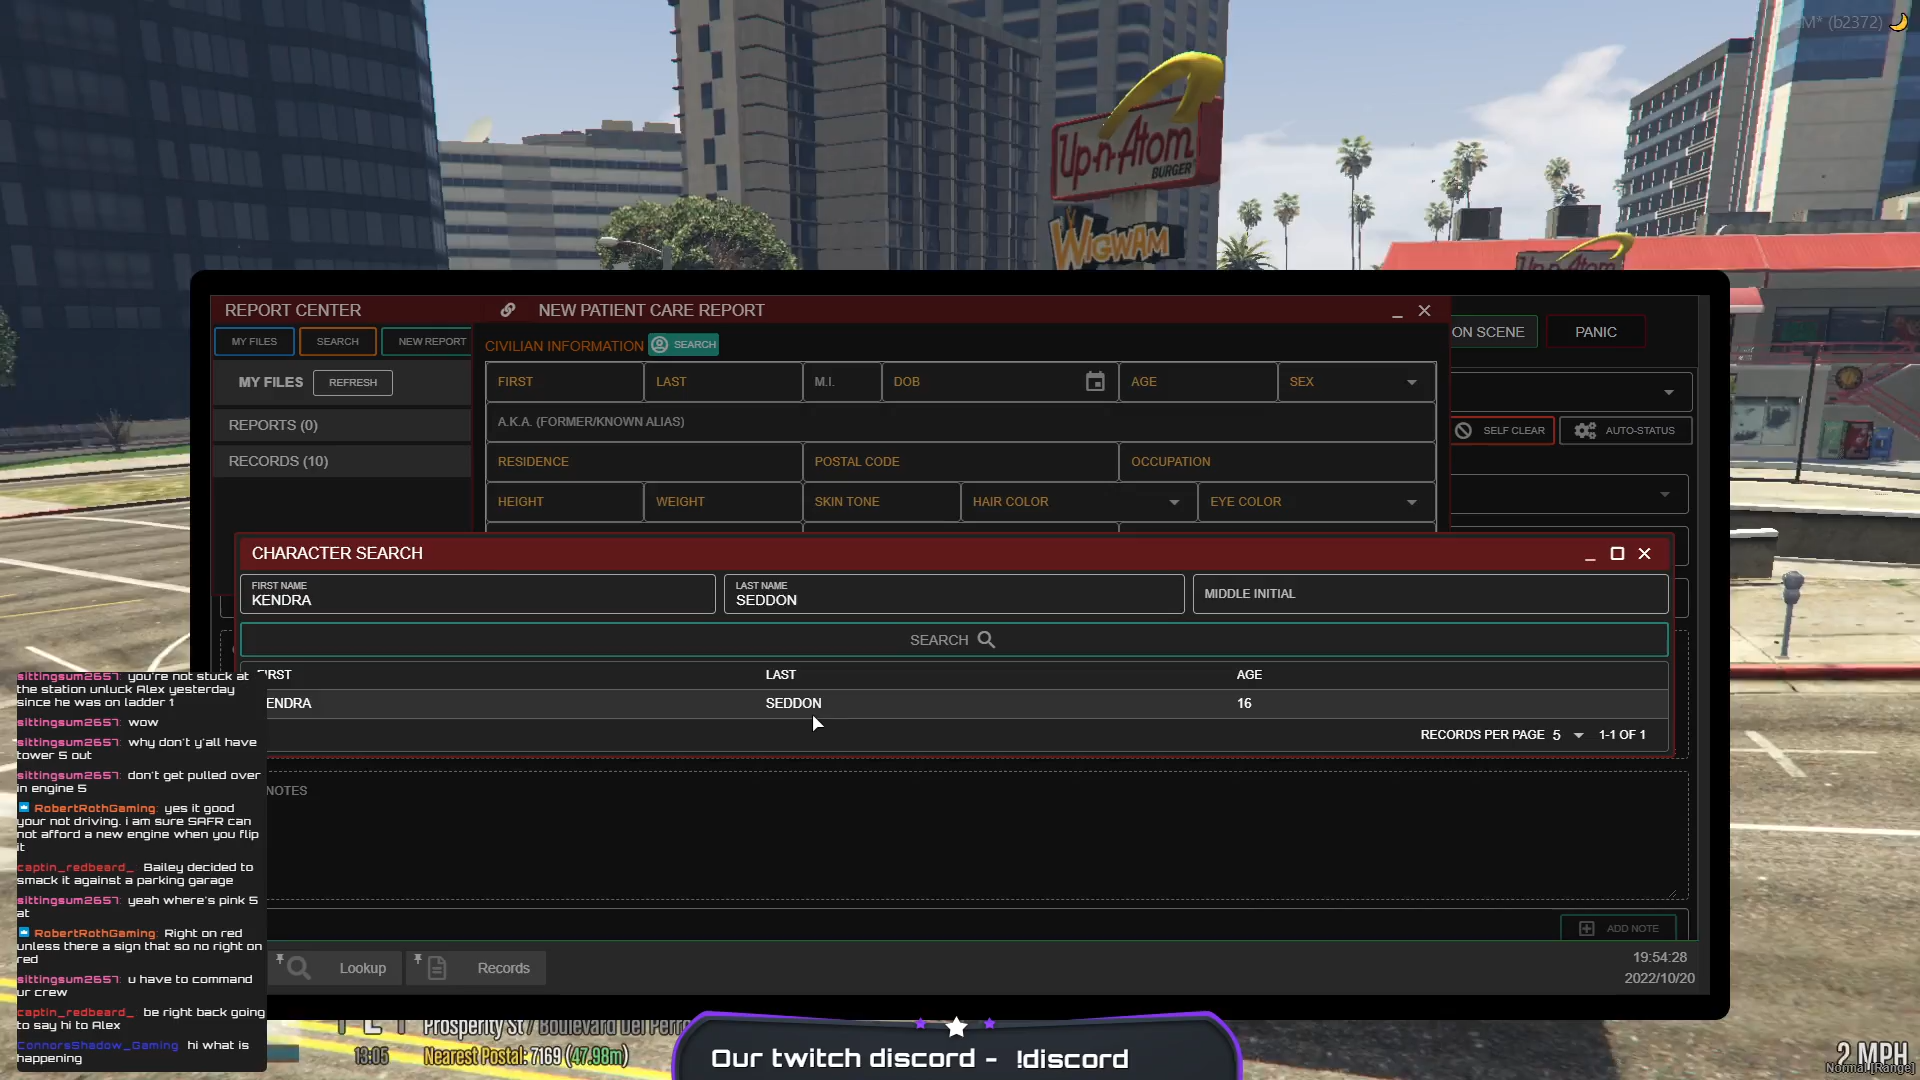 M* (b2372)
Up-n-Atom
BURGER
WIGWAM
Up-n-Atom
REPORT CENTER
NEW PATIENT CARE REPORT
MY FILES
SEARCH
NEW REPORT
ON SCENE
PANIC
CIVILIAN INFORMATION
SEARCH
MY FILES
REFRESH
FIRST
LAST
M.I.
DOB
AGE
SEX
REPORTS (0)
A.K.A. (FORMER/KNOWN ALIAS)
SELF CLEAR
AUTO-STATUS
RECORDS (10)
RESIDENCE
POSTAL CODE
OCCUPATION
HEIGHT
WEIGHT
SKIN TONE
HAIR COLOR
EYE COLOR
CHARACTER SEARCH
FIRST NAME
KENDRA
LAST NAME
SEDDON
MIDDLE INITIAL
SEARCH
FIRST
LAST
AGE
ENDRA
SEDDON
16
RECORDS PER PAGE 5
1-1 OF 1
NOTES
ADD NOTE
Lookup
Records
19:54:28
2022/10/20
sittingsum2657: you're not stuck at
the station unluck Alex yesterday
since he was on ladder 1
sittingsum2657: wow
sittingsum2657: why don't y'all have
tower 5 out
sittingsum2657: don't get pulled over
in engine 5
RobertRothGaming: yes it good
your not driving. i am sure SAFR can
not afford a new engine when you flip
it
captin_redbeard_: Bailey decided to
smack it against a parking garage
sittingsum2657: yeah where's pink 5
at
RobertRothGaming: Right on red
unless there a sign that so no right on
red
sittingsum2657: u have to command
ur crew
captin_redbeard_: be right back going
to say hi to Alex
ConnorsShadow_Gaming: hi what is
happening
Prosperity St / Boulevard Del Perro
13:05
Nearest Postal: 7169 (47.98m)
Our twitch discord - !discord
2 MPH
Normal [Range]